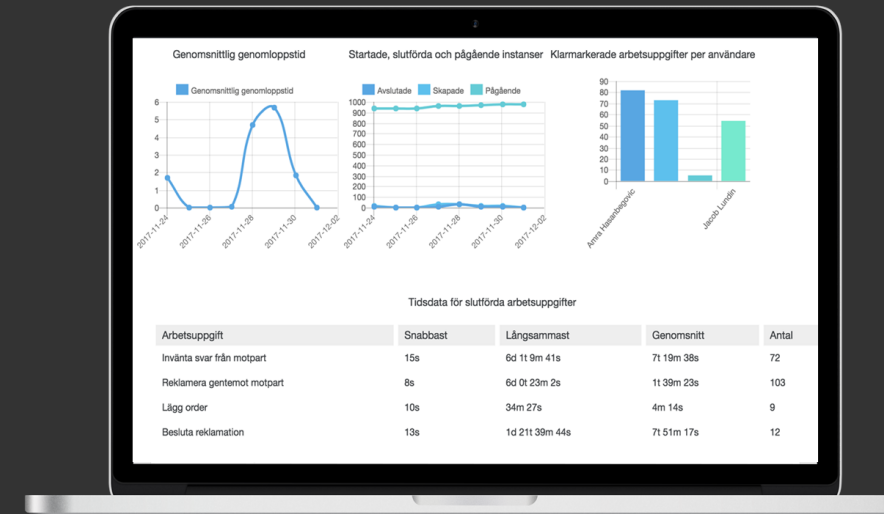 Genomsnittlig genomloppstid
Startade, slutförda och pågående instanser
Klarmarkerade arbetsuppgifter per användare
Genomsnittlig genomloppstid
6
5
4
3
2
1
0
2017-11-24
2017-11-26
2017-11-28
2017-11-30
2017-12-02
Avslutade Skapade Pågående
1000
900
800
700
600
500
400
300
200
100
0
2017-11-24
2017-11-26
2017-11-28
2017-11-30
2017-12-02
90
80
70
60
50
40
30
20
10
0
Amra Hasanbegovic
Jacob Lundin
Tidsdata för slutförda arbetsuppgifter
Arbetsuppgift Snabbast Långsammast Genomsnitt Antal
Invänta svar från motpart 15s 6d 1t 9m 41s 7t 19m 38s 72
Reklamera gentemot motpart 8s 6d 0t 23m 2s 1t 39m 23s 103
Lägg order 10s 34m 27s 4m 14s 9
Besluta reklamation 13s 1d 21t 39m 44s 7t 51m 17s 12